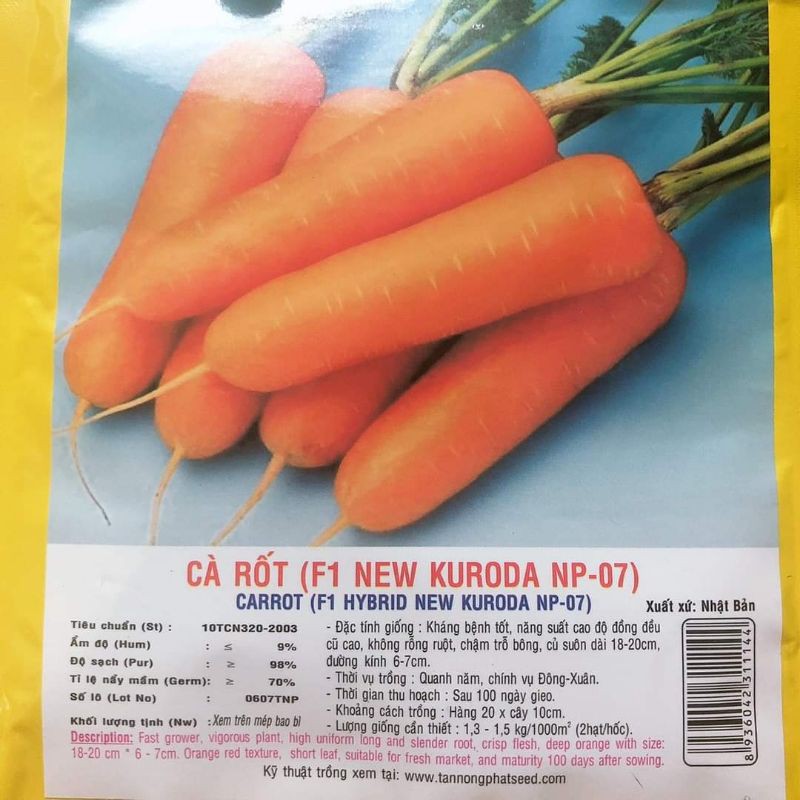 CÀ RỐT (F1 NEW KURODA NP-07)
CARROT (F1 HYBRID NEW KURODA NP-07)
Xuất xứ: Nhật Bản
Tiêu chuẩn (St) : 10TCN320-2003
Ẩm độ (Hum) : ≤ 9%
Độ sạch (Pur) : ≥ 98%
Tỉ lệ nẩy mầm (Germ): ≥ 70%
Số lô (Lot No) : 0607TNP
Khối lượng tịnh (Nw) : Xem trên mép bao bì
- Đặc tính giống : Kháng bệnh tốt, năng suất cao độ đồng đều
cũ cao, không rỗng ruột, chậm trỗ bông, củ suôn dài 18-20cm,
đường kính 6-7cm.
- Thời vụ trồng : Quanh năm, chính vụ Đông-Xuân.
- Thời gian thu hoạch : Sau 100 ngày gieo.
- Khoảng cách trồng : Hàng 20 x cây 10cm.
- Lượng giống cần thiết : 1,3 - 1,5 kg/1000m² (2hạt/hốc).
8936042311144
Description: Fast grower, vigorous plant, high uniform long and slender root, crisp flesh, deep orange with size:
18-20 cm * 6 - 7cm. Orange red texture, short leaf, suitable for fresh market, and maturity 100 days after sowing.
Kỹ thuật trồng xem tại: www.tannongphatseed.com